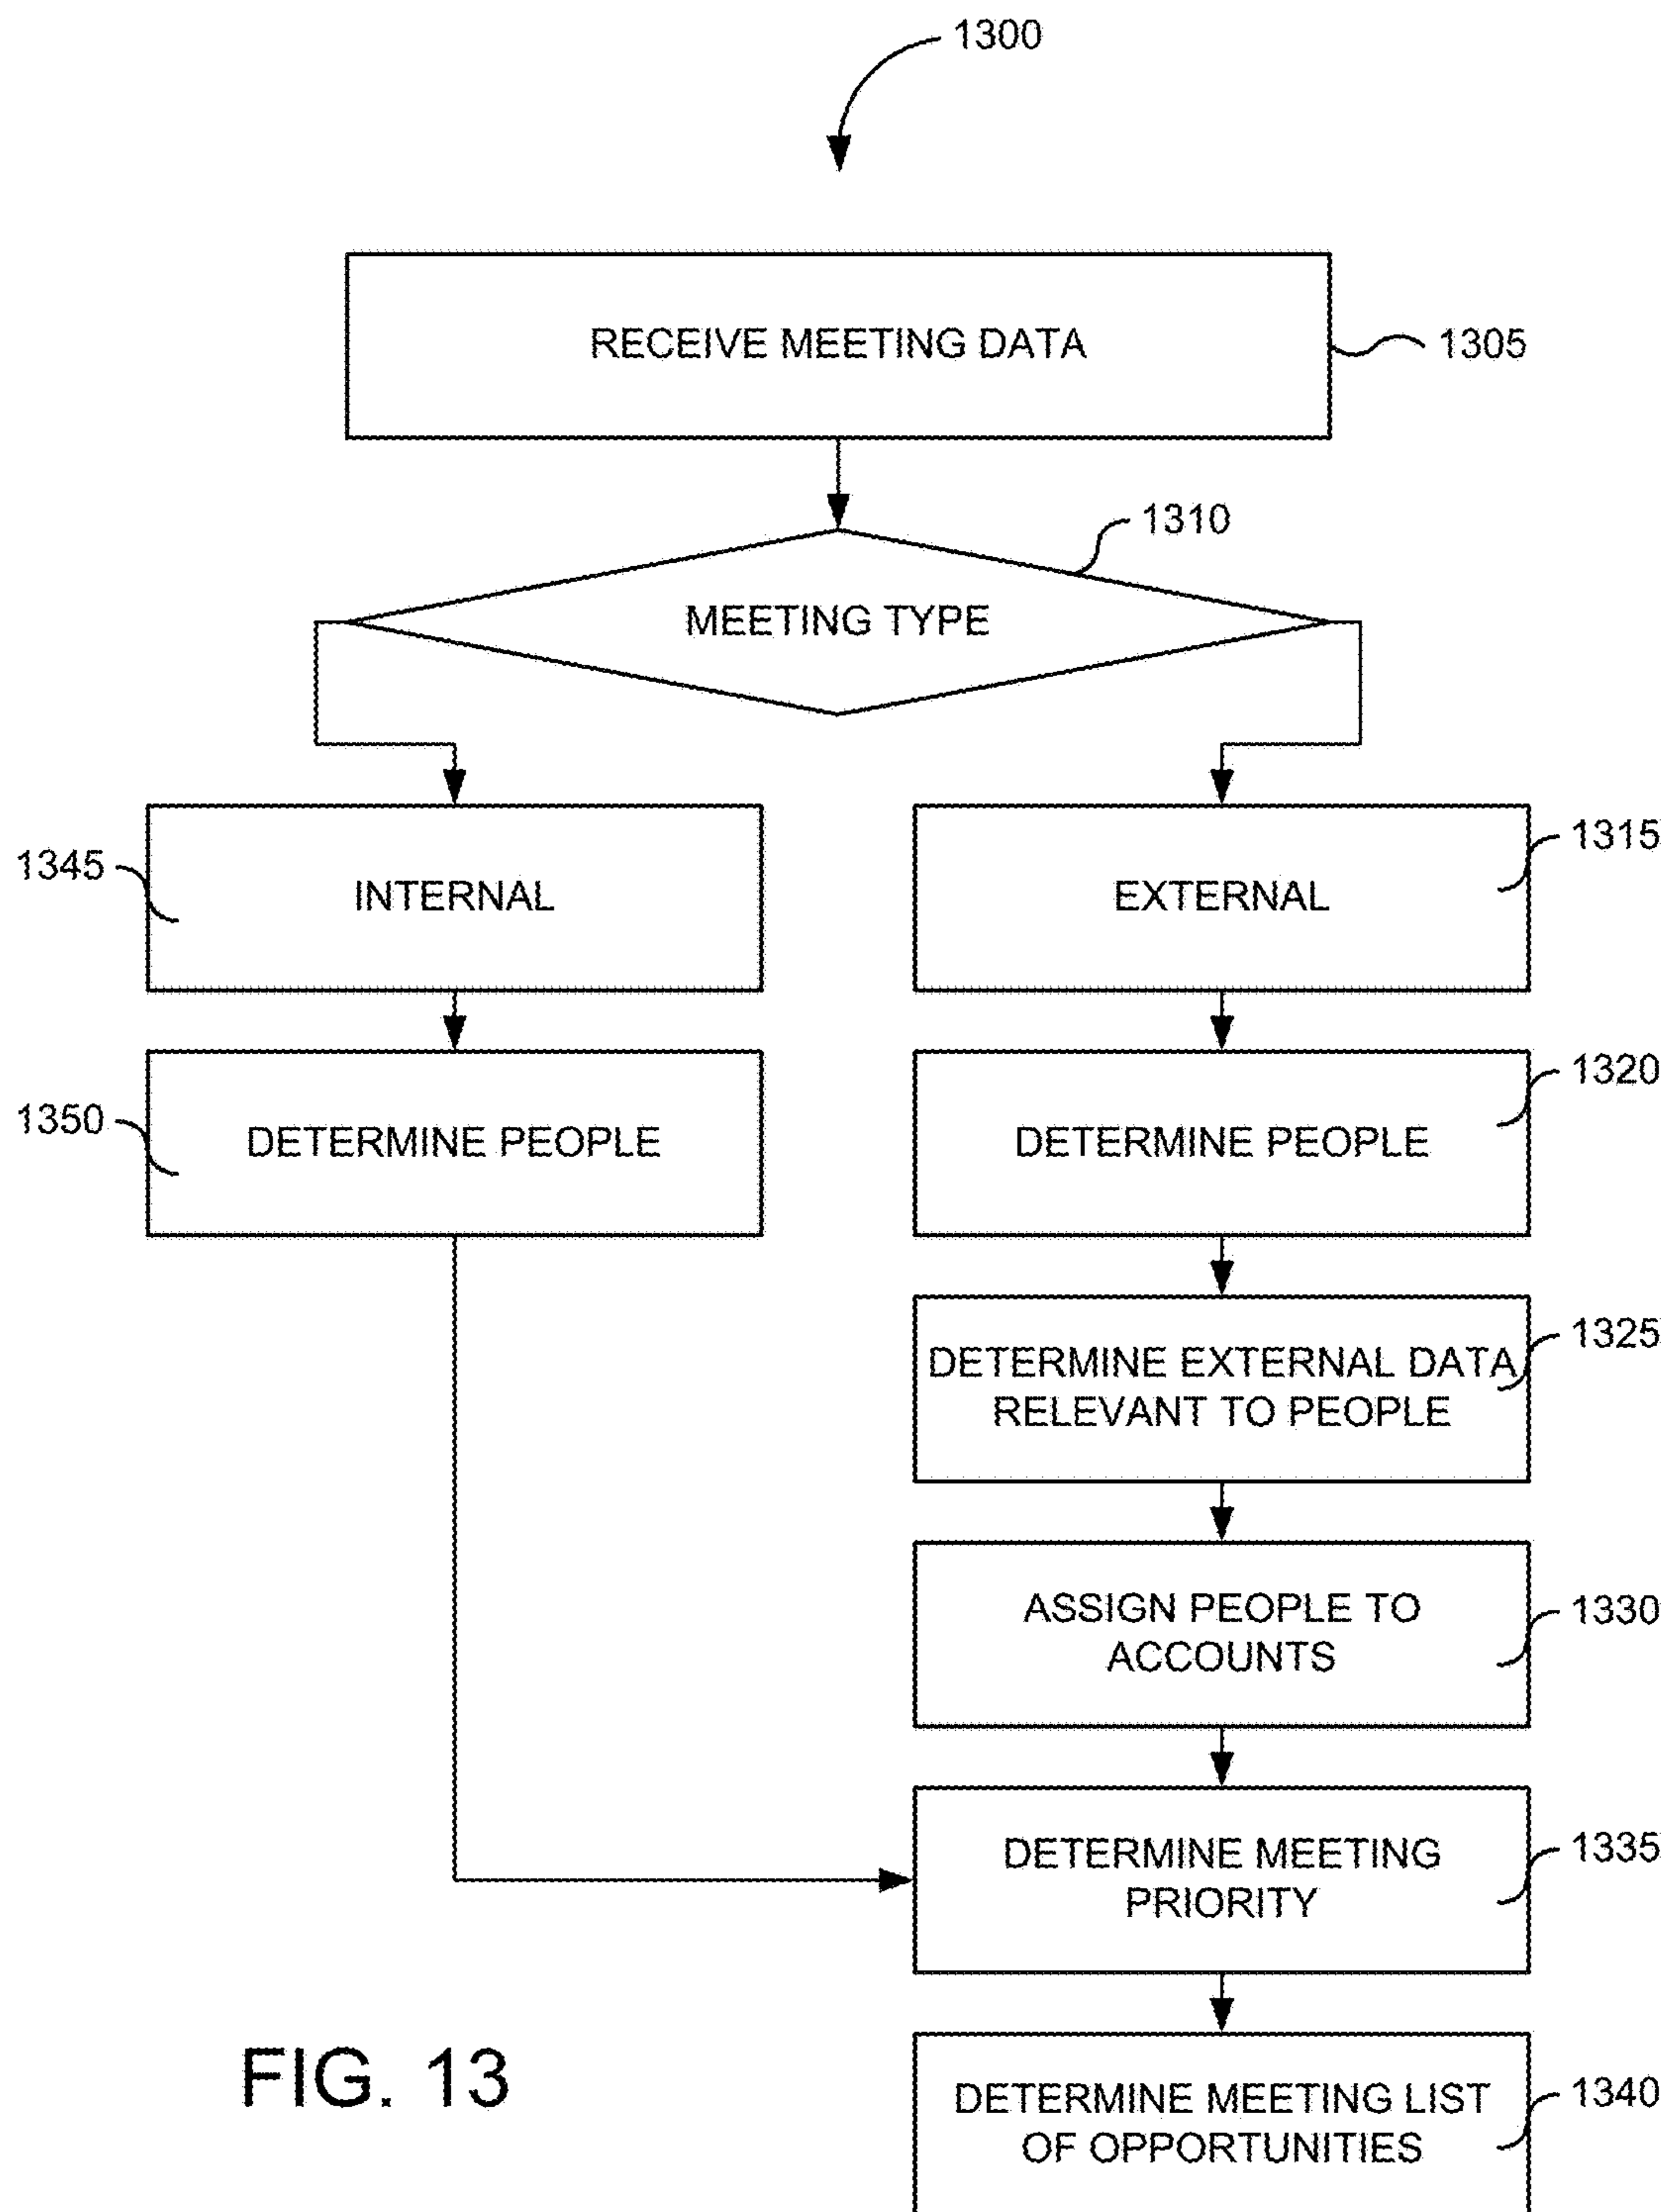 1300
RECEIVE MEETING DATA
1305
1310
MEETING TYPE
1345
INTERNAL
EXTERNAL
1315
1350
DETERMINE PEOPLE
DETERMINE PEOPLE
1320
DETERMINE EXTERNAL DATA
RELEVANT TO PEOPLE
1325
ASSIGN PEOPLE TO
ACCOUNTS
1330
DETERMINE MEETING
PRIORITY
1335
DETERMINE MEETING LIST
OF OPPORTUNITIES
1340
FIG. 13